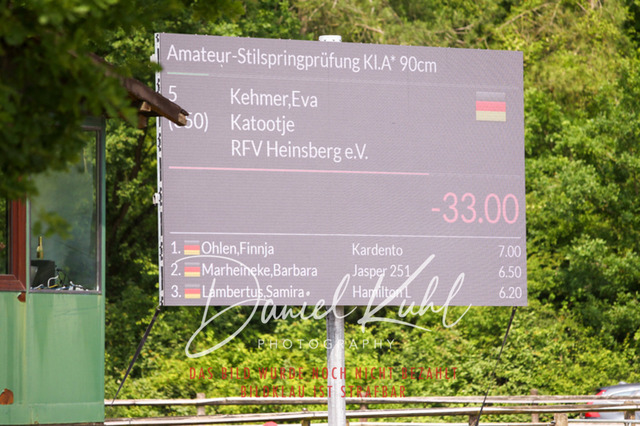 Amateur-Stilspringprüfung Kl.A* 90cm
5 Kehmer,Eva
Katootje
RFV Heinsberg e.V.
-33.00
1. Ohlen,Finnja Kardento 7.00
2. Marheineke,Barbara Jasper 251 6.50
3. Lambertus,Samira Hamilton L 6.20
Daniel Kuhl
PHOTOGRAPHY
DAS BILD WURDE NOCH NICHT BEZAHLT
BILDKLAU IST STRAFBAR